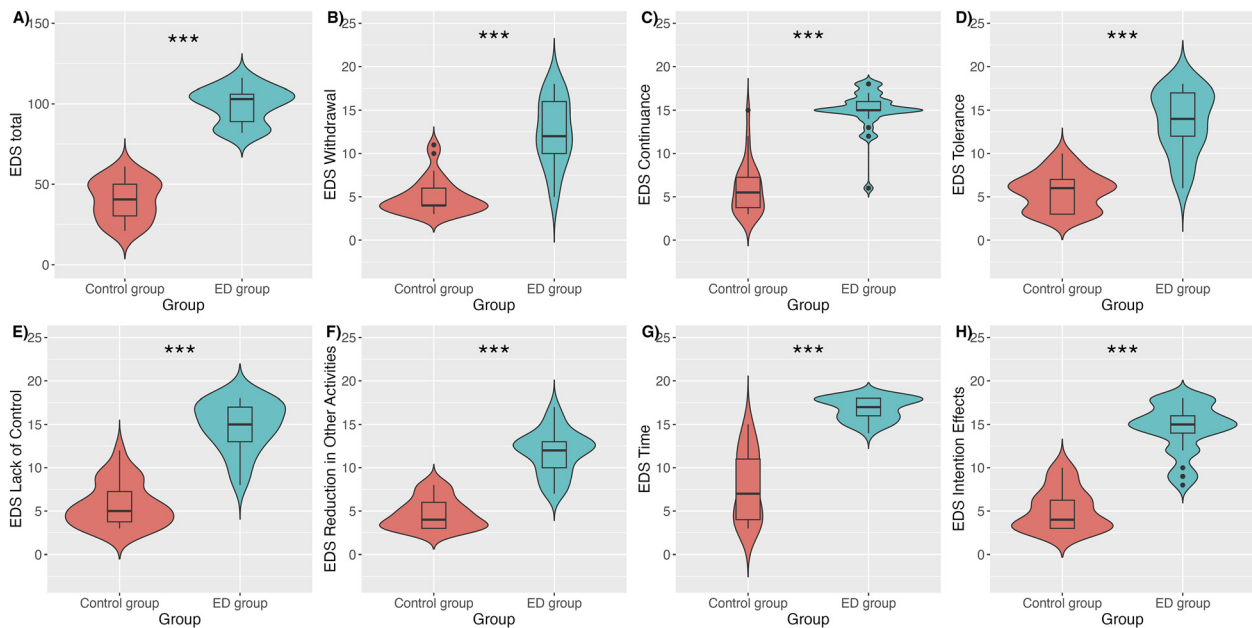 A)
EDS total
150
100
50
0
***
Control group
ED group
Group
B)
EDS Withdrawal
25
20
15
10
5
0
***
Control group
ED group
Group
C)
EDS Continuance
25
20
15
10
5
0
***
Control group
ED group
Group
D)
EDS Tolerance
25
20
15
10
5
0
***
Control group
ED group
Group
E)
EDS Lack of Control
25
20
15
10
5
0
***
Control group
ED group
Group
F)
EDS Reduction in Other Activities
25
20
15
10
5
0
***
Control group
ED group
Group
G)
EDS Time
25
20
15
10
5
0
***
Control group
ED group
Group
H)
EDS Intention Effects
25
20
15
10
5
0
***
Control group
ED group
Group